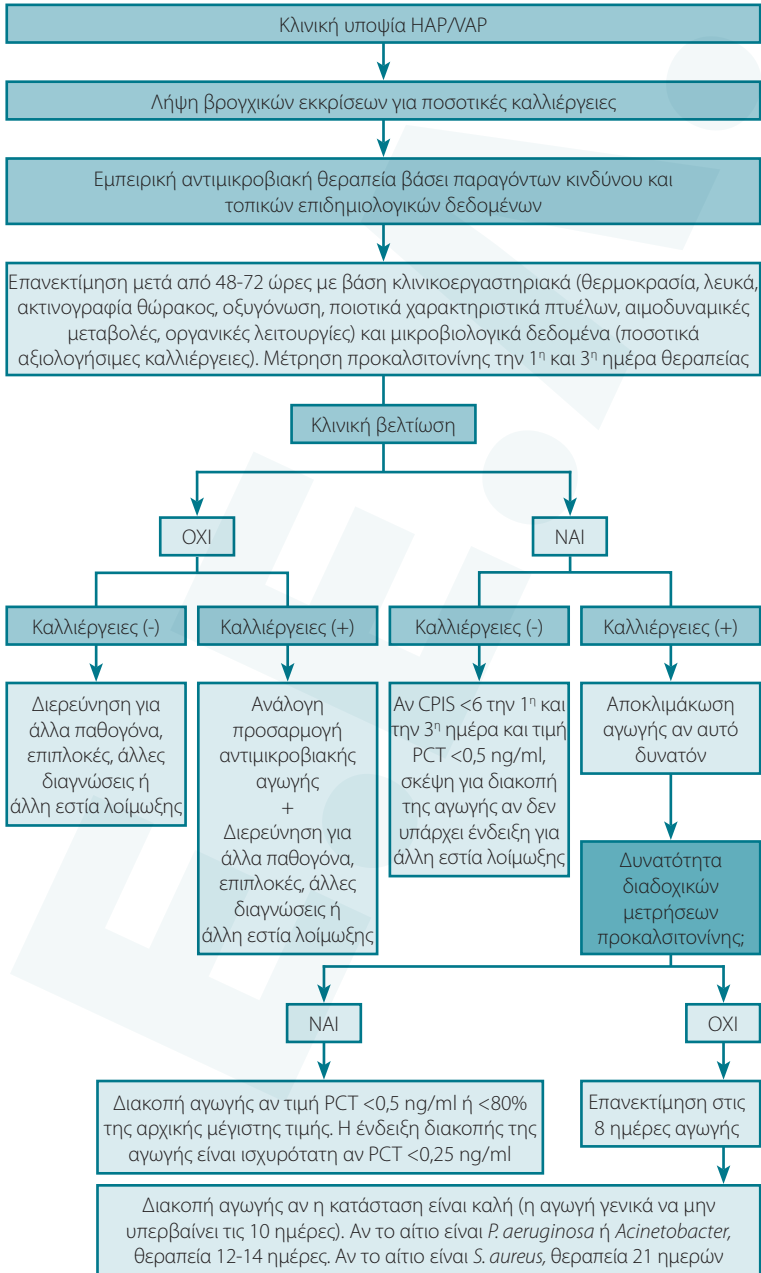 Κλινική υποψία HAP/VAP
Λήψη βρογχικών εκκρίσεων για ποσοτικές καλλιέργειες
Εμπειρική αντιμικροβιακή θεραπεία βάσει παραγόντων κινδύνου και
τοπικών επιδημιολογικών δεδομένων
Επανεκτίμηση μετά από 48-72 ώρες με βάση κλινικοεργαστηριακά (θερμοκρασία, λευκά,
ακτινογραφία θώρακος, οξυγόνωση, ποιοτικά χαρακτηριστικά πτυέλων, αιμοδυναμικές
μεταβολές, οργανικές λειτουργίες) και μικροβιολογικά δεδομένα (ποσοτικά
αξιολογήσιμες καλλιέργειες). Μέτρηση προκαλσιτονίνης την 1η και 3η ημέρα θεραπείας
Κλινική βελτίωση
ΟΧΙ
ΝΑΙ
Καλλιέργειες (-)
Καλλιέργειες (+)
Καλλιέργειες (-)
Καλλιέργειες (+)
Διερεύνηση για
άλλα παθογόνα,
επιπλοκές, άλλες
διαγνώσεις ή
άλλη εστία λοίμωξης
Ανάλογη
προσαρμογή
αντιμικροβιακής
αγωγής
+
Διερεύνηση για
άλλα παθογόνα,
επιπλοκές, άλλες
διαγνώσεις ή
άλλη εστία λοίμωξης
Αν CPIS <6 την 1η και
την 3η ημέρα και τιμή
PCT <0,5 ng/ml,
σκέψη για διακοπή
της αγωγής αν δεν
υπάρχει ένδειξη για
άλλη εστία λοίμωξης
Αποκλιμάκωση
αγωγής αν αυτό
δυνατόν
Δυνατότητα
διαδοχικών
μετρήσεων
προκαλσιτονίνης;
ΝΑΙ
ΟΧΙ
Διακοπή αγωγής αν τιμή PCT <0,5 ng/ml ή <80%
της αρχικής μέγιστης τιμής. Η ένδειξη διακοπής της
αγωγής είναι ισχυρότατη αν PCT <0,25 ng/ml
Επανεκτίμηση στις
8 ημέρες αγωγής
Διακοπή αγωγής αν η κατάσταση είναι καλή (η αγωγή γενικά να μην
υπερβαίνει τις 10 ημέρες). Αν το αίτιο είναι P. aeruginosa ή Acinetobacter,
θεραπεία 12-14 ημέρες. Αν το αίτιο είναι S. aureus, θεραπεία 21 ημερών